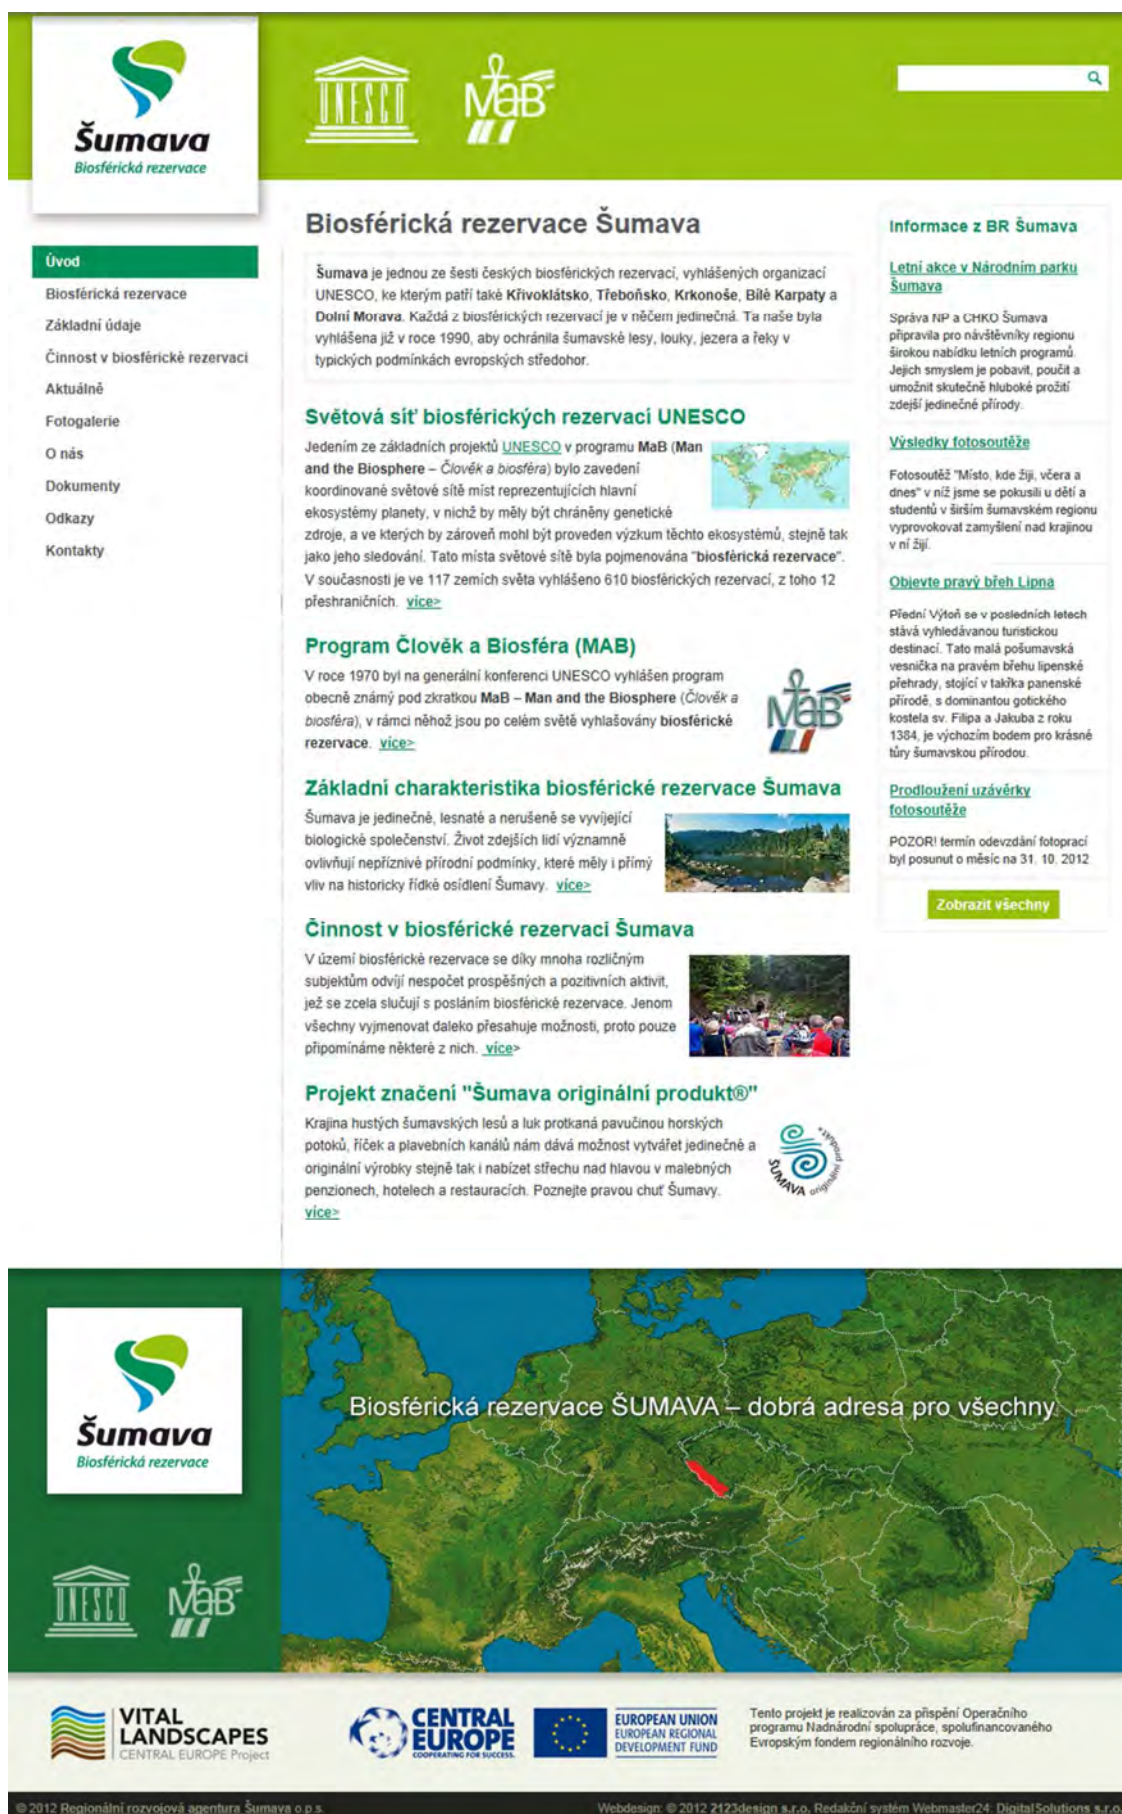 Šumava
Biosférická rezervace
UNESCO
MaB
Úvod
Biosférická rezervace
Základní údaje
Činnost v biosférické rezervaci
Aktuálně
Fotogalerie
O nás
Dokumenty
Odkazy
Kontakty
Biosférická rezervace Šumava
Šumava je jednou ze šesti českých biosférických rezervací, vyhlášených organizací
UNESCO, ke kterým patří také Křivoklátsko, Třeboňsko, Krkonoše, Bílé Karpaty a
Dolní Morava. Každá z biosférických rezervací je v něčem jedinečná. Ta naše byla
vyhlášena již v roce 1990, aby ochránila šumavské lesy, louky, jezera a řeky v
typických podmínkách evropských středohor.
Světová síť biosférických rezervací UNESCO
Jedením ze základních projektů UNESCO v programu MaB (Man
and the Biosphere – Člověk a biosféra) bylo zavedení
koordinované světové sítě míst reprezentujících hlavní
ekosystémy planety, v nichž by měly být chráněny genetické
zdroje, a ve kterých by zároveň mohl být proveden výzkum těchto ekosystémů, stejně tak
jako jeho sledování. Tato místa světové sítě byla pojmenována "biosférická rezervace".
V současnosti je ve 117 zemích světa vyhlášeno 610 biosférických rezervací, z toho 12
přeshraničních. více>
Program Člověk a Biosféra (MAB)
V roce 1970 byl na generální konferenci UNESCO vyhlášen program
obecně známý pod zkratkou MaB – Man and the Biosphere (Člověk a
biosféra), v rámci něhož jsou po celém světě vyhlašovány biosférické
rezervace. více>
MaB
Základní charakteristika biosférické rezervace Šumava
Šumava je jedinečné, lesnaté a nerušeně se vyvíjející
biologické společenství. Život zdejších lidí významně
ovlivňují nepříznivé přírodní podmínky, které měly i přímý
vliv na historicky řídké osídlení Šumavy. více>
Činnost v biosférické rezervaci Šumava
V území biosférické rezervace se díky mnoha rozličným
subjektům odvíjí nespočet prospěšných a pozitivních aktivit,
jež se zcela slučují s posláním biosférické rezervace. Jenom
všechny vyjmenovat daleko přesahuje možnosti, proto pouze
připomínáme některé z nich. více>
Projekt značení "Šumava originální produkt®"
Krajina hustých šumavských lesů a luk protkaná pavučinou horských
potoků, říček a plavebních kanálů nám dává možnost vytvářet jedinečné a
originální výrobky stejně tak i nabízet střechu nad hlavou v malebných
penzionech, hotelech a restauracích. Poznejte pravou chuť Šumavy.
více>
ŠUMAVA originální produkt
Informace z BR Šumava
Letní akce v Národním parku
Šumava
Správa NP a CHKO Šumava
připravila pro návštěvníky regionu
širokou nabídku letních programů.
Jejich smyslem je pobavit, poučit a
umožnit skutečně hluboké prožití
zdejší jedinečné přírody.
Výsledky fotosoutěže
Fotosoutěž "Místo, kde žiji, včera a
dnes" v níž jsme se pokusili u dětí a
studentů v širším šumavském regionu
vyprovokovat zamyšlení nad krajinou
v ní žijí.
Objevte pravý břeh Lipna
Přední Výtoň se v posledních letech
stává vyhledávanou turistickou
destinací. Tato malá pošumavská
vesnička na pravém břehu lipenské
přehrady, stojící v takřka panenské
přírodě, s dominantou gotického
kostela sv. Filipa a Jakuba z roku
1384, je výchozím bodem pro krásné
túry šumavskou přírodou.
Prodloužení uzávěrky
fotosoutěže
POZOR! termín odevzdání fotoprací
byl posunut o měsíc na 31. 10. 2012
Zobrazit všechny
Šumava
Biosférická rezervace
UNESCO
MaB
Biosférická rezervace ŠUMAVA – dobrá adresa pro všechny
VITAL
LANDSCAPES
CENTRAL EUROPE Project
CENTRAL
EUROPE
COOPERATING FOR SUCCESS.
EUROPEAN UNION
EUROPEAN REGIONAL
DEVELOPMENT FUND
Tento projekt je realizován za přispění Operačního
programu Nadnárodní spolupráce, spolufinancovaného
Evropským fondem regionálního rozvoje.
© 2012 Regionální rozvojová agentura Šumava o.p.s.
Webdesign: © 2012 2123design s.r.o. Redakční systém Webmaster24: DigitalSolutions s.r.o.